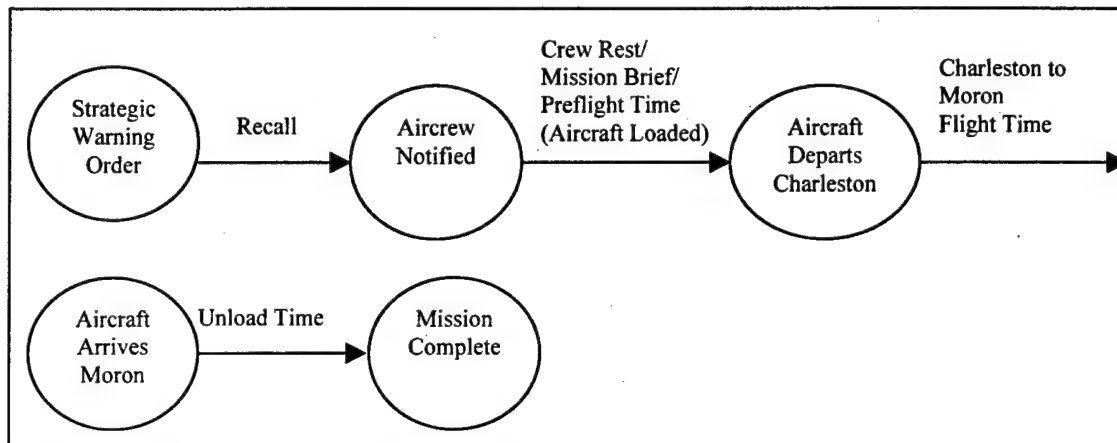 Strategic
Warning
Order
Recall
Aircrew
Notified
Crew Rest/
Mission Brief/
Preflight Time
(Aircraft Loaded)
Aircraft
Departs
Charleston
Charleston to
Moron
Flight Time
Aircraft
Arrives
Moron
Unload Time
Mission
Complete